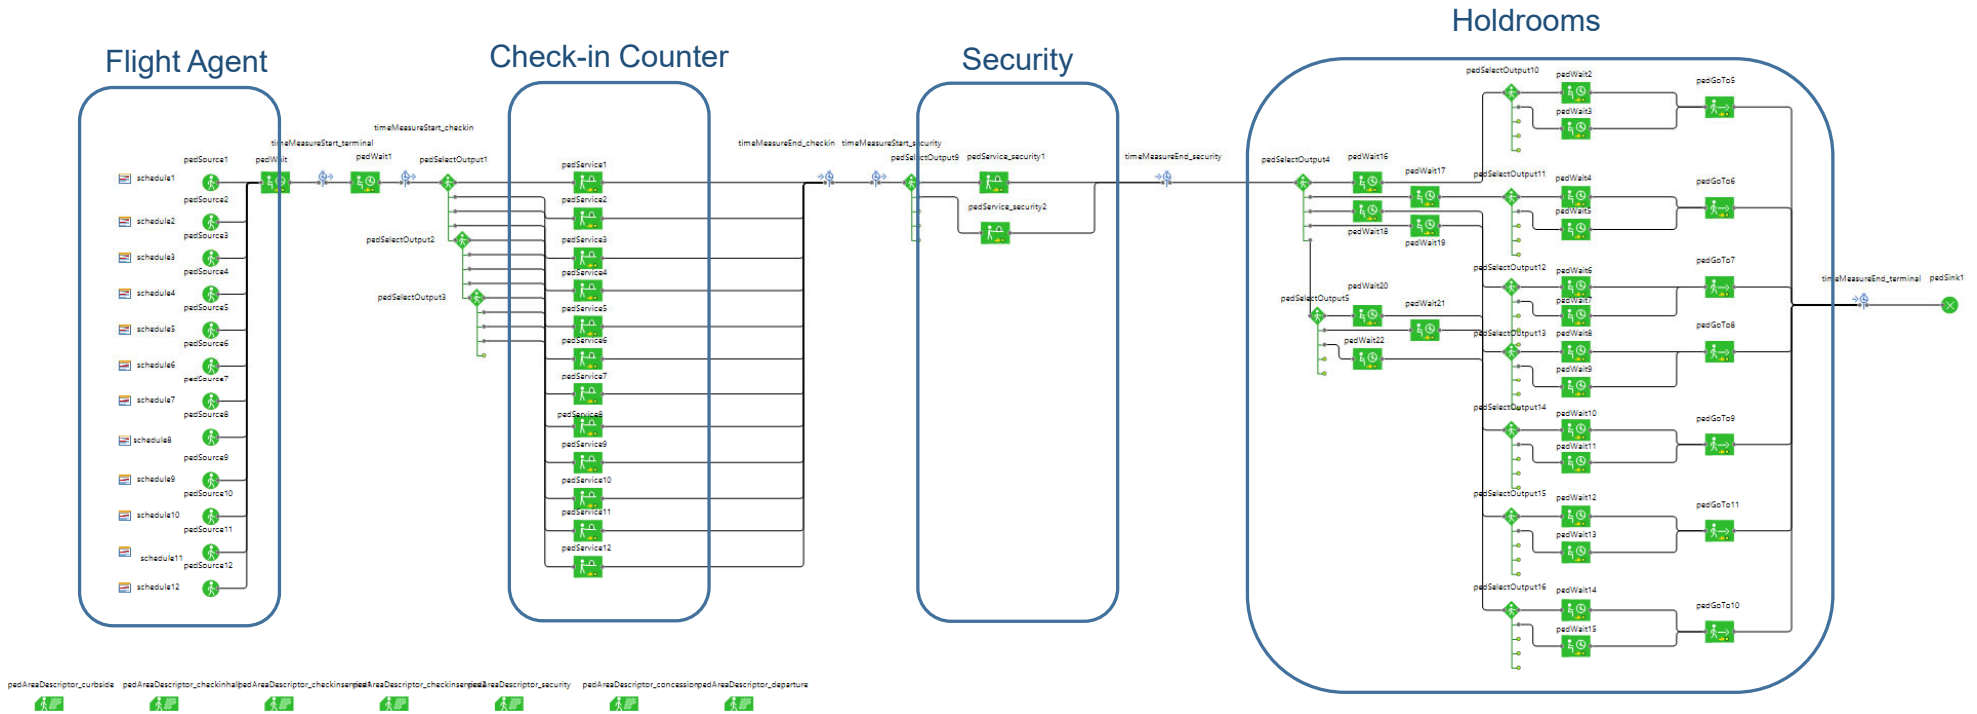 Flight Agent
Check-in Counter
Security
Holdrooms
pedSource1
schedule1
pedSource2
schedule2
pedSource3
schedule3
pedSource4
schedule4
pedSource5
schedule5
pedSource6
schedule6
pedSource7
schedule7
pedSource8
schedule8
pedSource9
schedule9
pedSource10
schedule10
pedSource11
schedule11
pedSource12
schedule12
pedWait
timeMeasureStart_terminal
pedWait1
timeMeasureStart_checkin
pedSelectOutput1
pedSelectOutput2
pedSelectOutput3
pedService1
pedService2
pedService3
pedService4
pedService5
pedService6
pedService7
pedService8
pedService9
pedService10
pedService11
pedService12
timeMeasureEnd_checkin
timeMeasureStart_security
pedSelectOutput9
pedService_security1
pedService_security2
timeMeasureEnd_security
pedSelectOutput4
pedWait16
pedWait17
pedWait18
pedWait19
pedSelectOutput5
pedWait20
pedWait21
pedWait22
pedSelectOutput10
pedWait2
pedWait3
pedGoTo5
pedSelectOutput11
pedWait4
pedWait5
pedGoTo6
pedSelectOutput12
pedWait6
pedWait7
pedGoTo7
pedSelectOutput13
pedWait8
pedWait9
pedGoTo8
pedSelectOutput14
pedWait10
pedWait11
pedGoTo9
pedSelectOutput15
pedWait12
pedWait13
pedGoTo11
pedSelectOutput16
pedWait14
pedWait15
pedGoTo10
timeMeasureEnd_terminal
pedSink1
pedAreaDescriptor_curbside
pedAreaDescriptor_checkinhall
pedAreaDescriptor_security
pedAreaDescriptor_concession
pedAreaDescriptor_departure